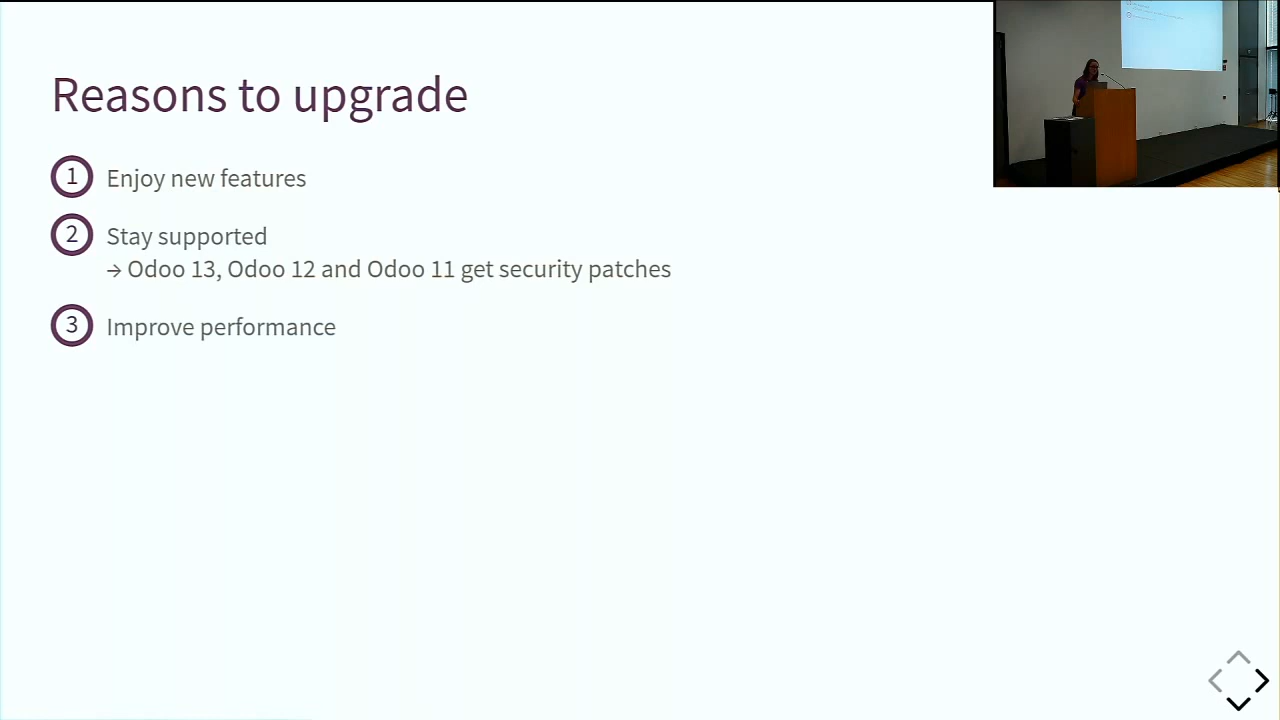 Reasons to upgrade
1 Enjoy new features
2 Stay supported
→ Odoo 13, Odoo 12 and Odoo 11 get security patches
3 Improve performance